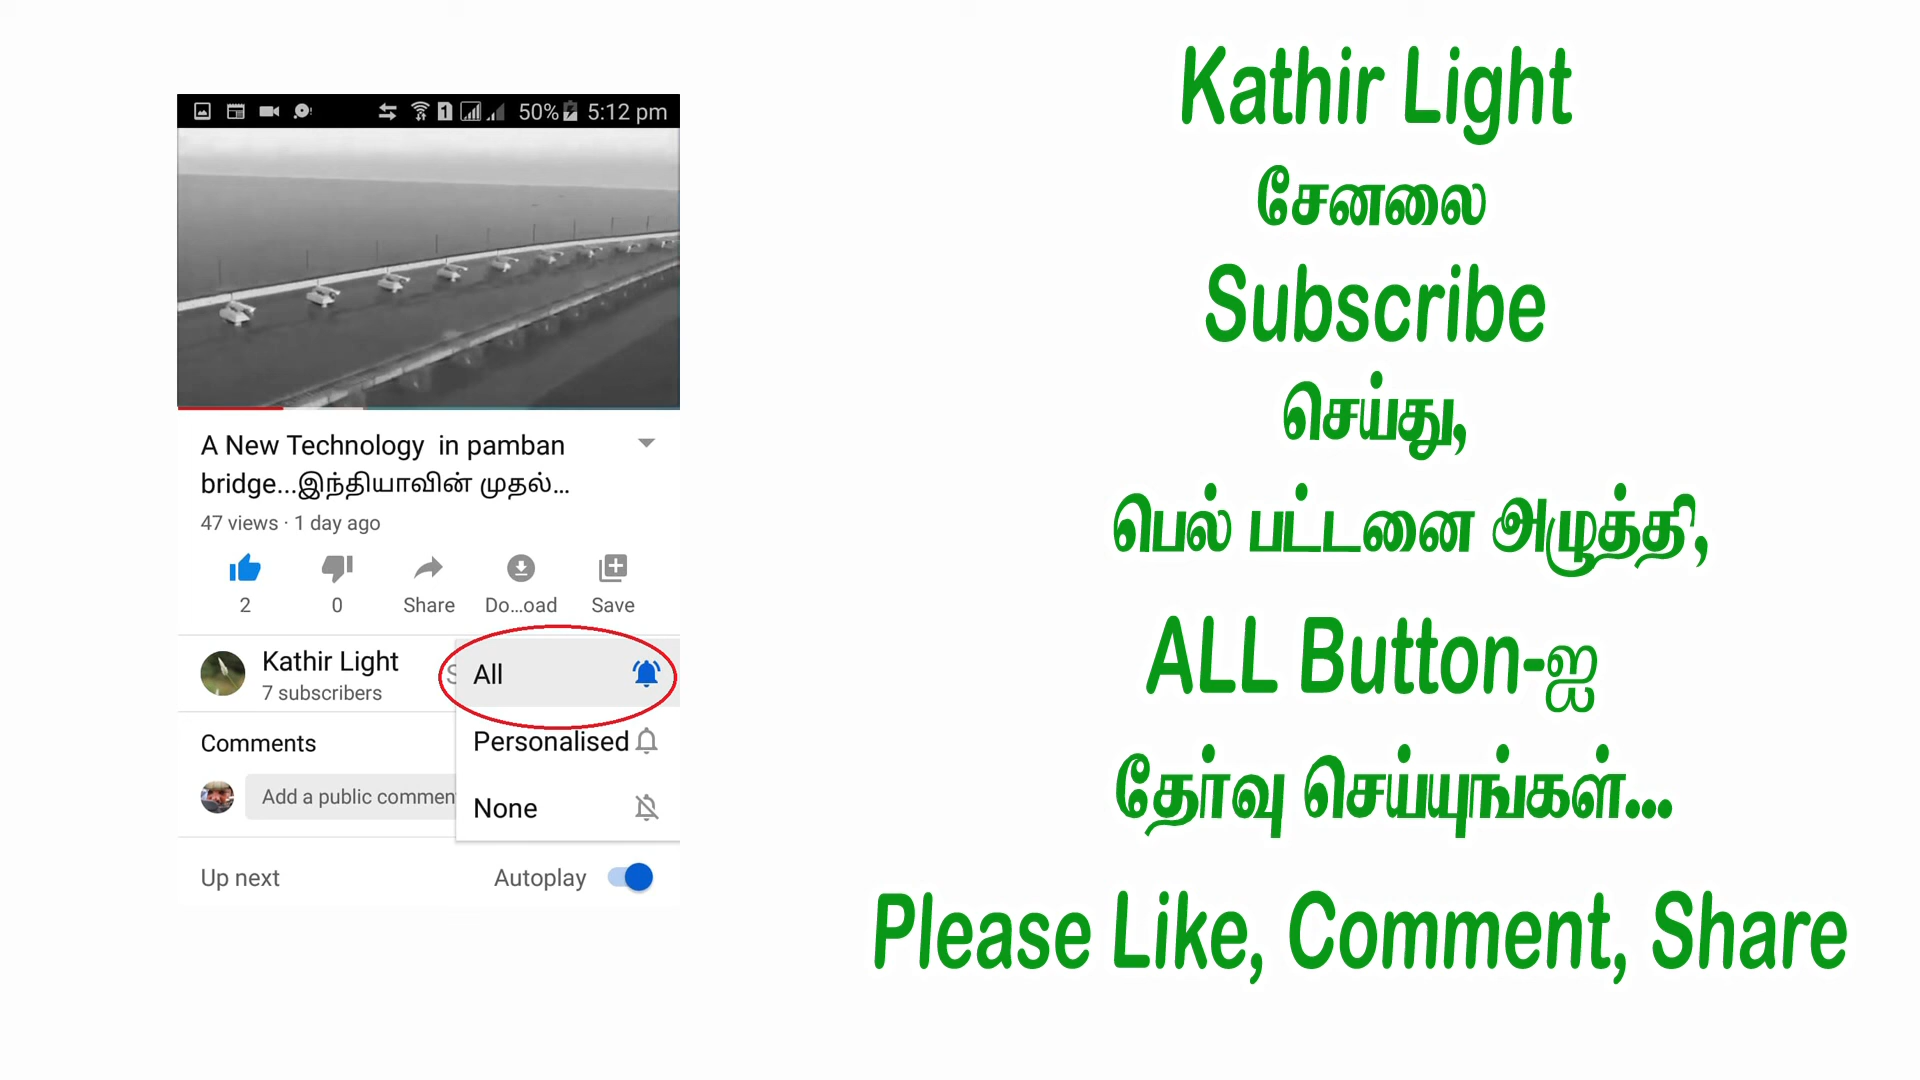 50% 5:12 pm
A New Technology in pamban
bridge...இந்தியாவின் முதல்...
47 views · 1 day ago
2 0 Share Do...oad Save
Kathir Light
7 subscribers
S
All
Personalised
None
Comments
Add a public commen
Up next Autoplay
Kathir Light
சேனலை
Subscribe
செய்து,
பெல் பட்டனை அழுத்தி,
ALL Button-ஐ
தேர்வு செய்யுங்கள்...
Please Like, Comment, Share